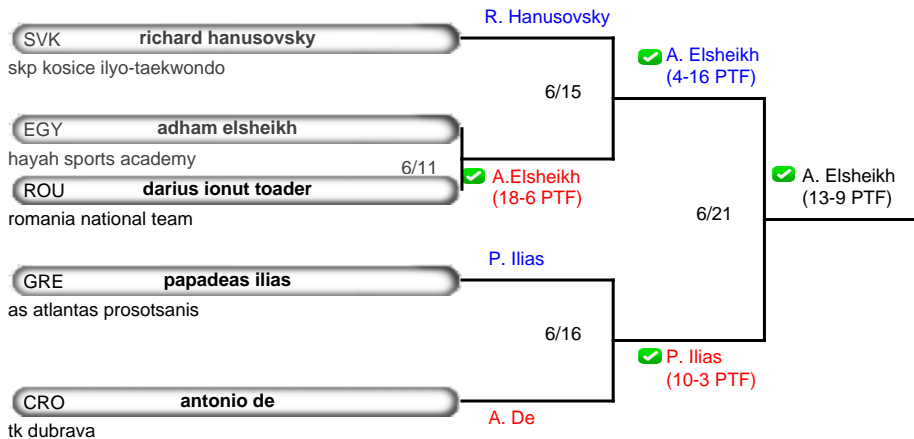 R. Hanusovsky
SVK richard hanusovsky
skp kosice ilyo-taekwondo
A. Elsheikh
(4-16 PTF)
6/15
EGY adham elsheikh
hayah sports academy
6/11
ROU darius ionut toader
romania national team
A.Elsheikh
(18-6 PTF)
A. Elsheikh
(13-9 PTF)
6/21
P. Ilias
GRE papadeas ilias
as atlantas prosotsanis
6/16
P. Ilias
(10-3 PTF)
CRO antonio de
tk dubrava
A. De